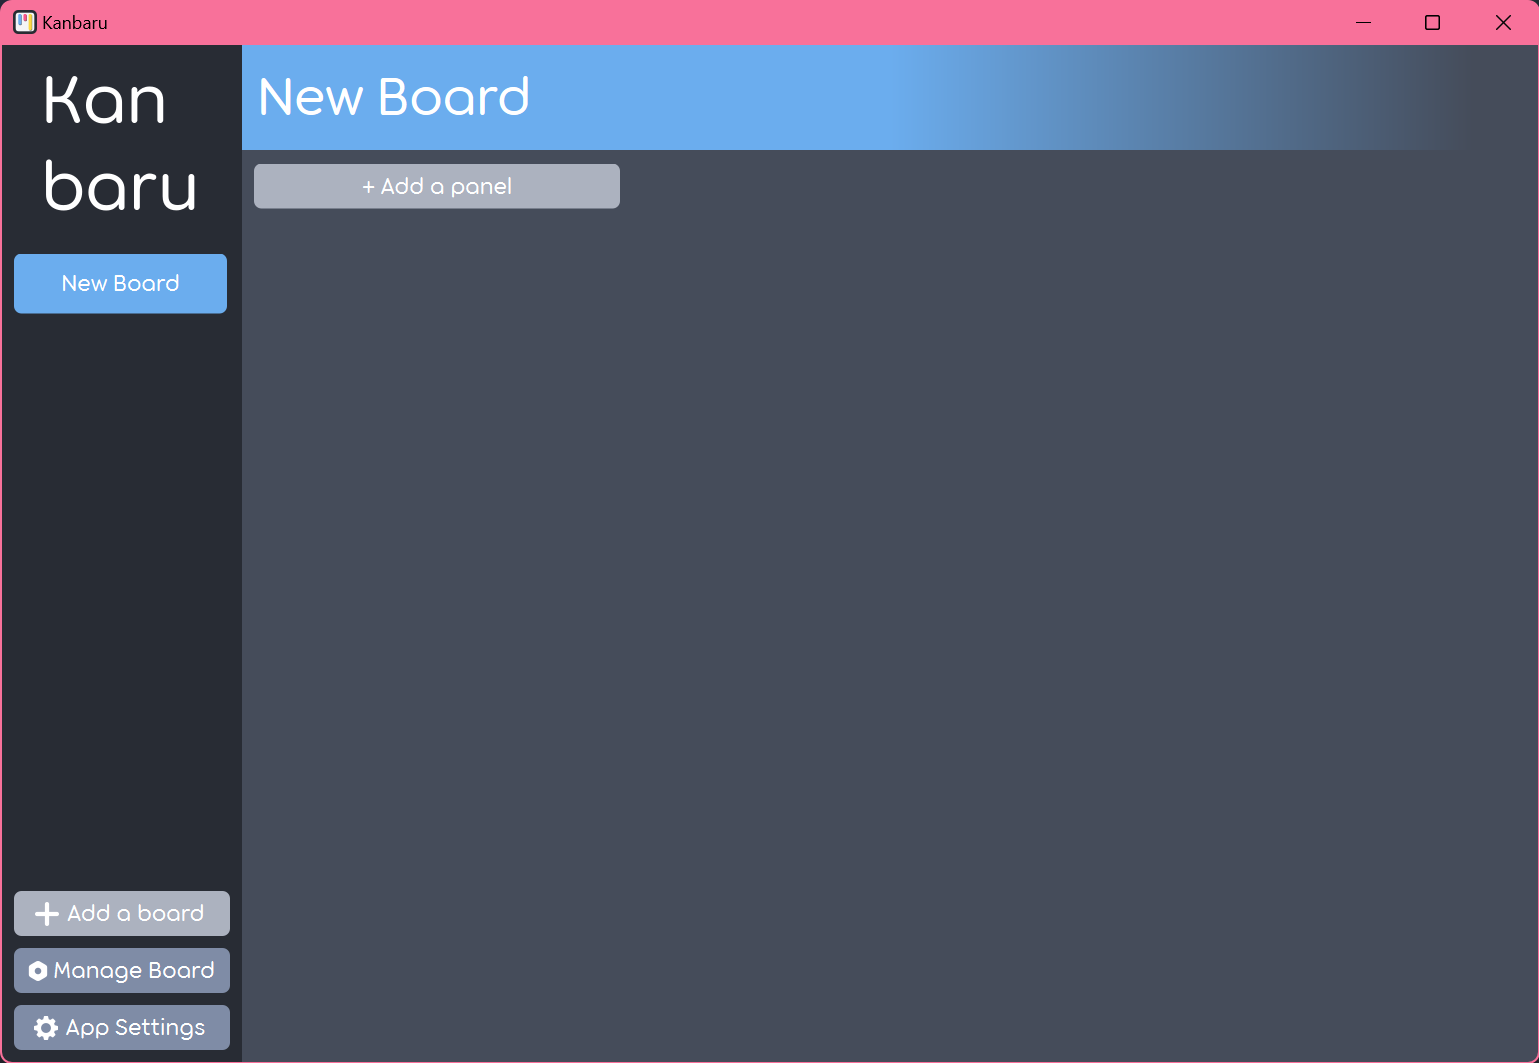 Kanbaru
Kan
baru
New Board
New Board
+ Add a panel
Add a board
Manage Board
App Settings